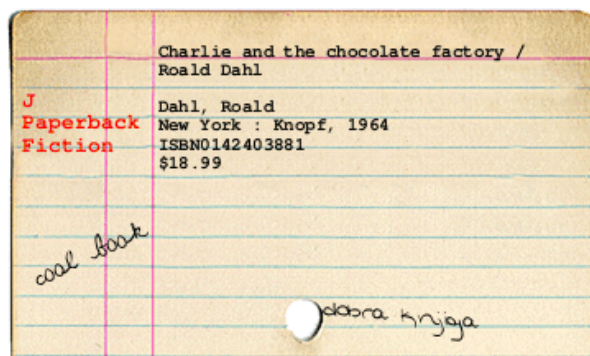 Charlie and the chocolate factory /
Roald Dahl
J
Paperback
Fiction
Dahl, Roald
New York : Knopf, 1964
ISBN0142403881
$18.99
cool book
dobra knjiga